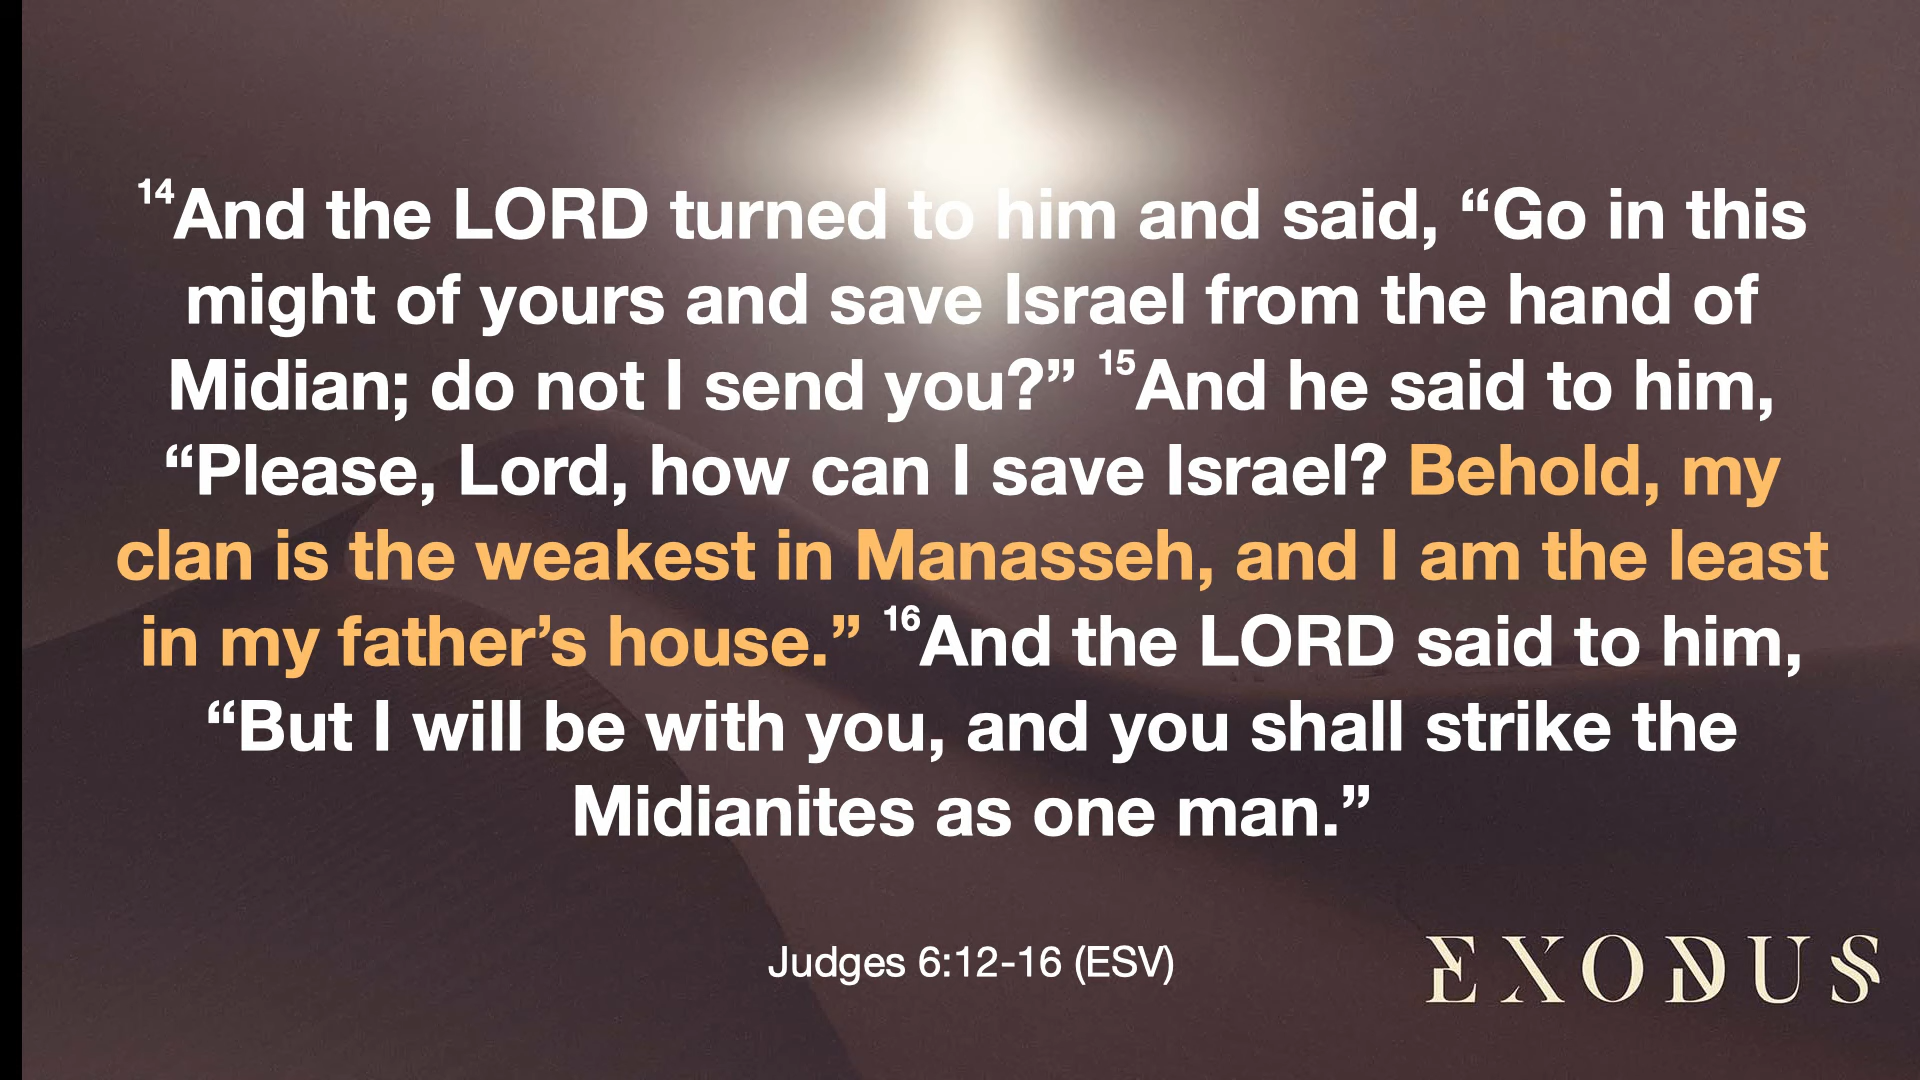 ¹⁴And the LORD turned to him and said, “Go in this
might of yours and save Israel from the hand of
Midian; do not I send you?” ¹⁵And he said to him,
“Please, Lord, how can I save Israel? Behold, my
clan is the weakest in Manasseh, and I am the least
in my father’s house.” ¹⁶And the LORD said to him,
“But I will be with you, and you shall strike the
Midianites as one man.”
Judges 6:12-16 (ESV)
EXODUS